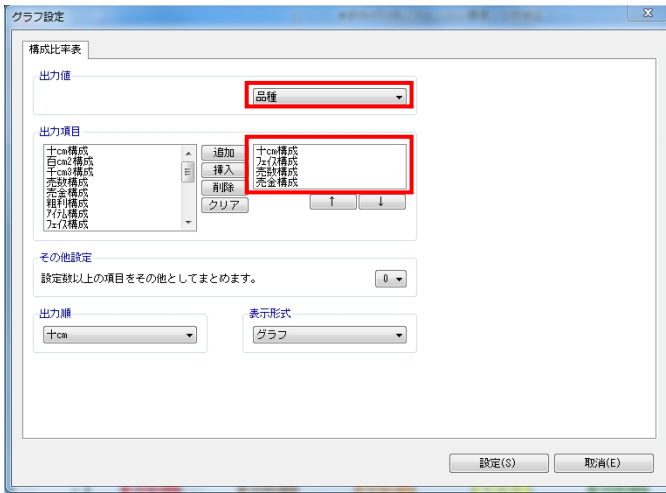 グラフ設定
構成比率表
出力値
品種
出力項目
十cm構成
百cm2構成
千cm3構成
売数構成
売金構成
粗利構成
ｱｲﾃﾑ構成
ﾌｪｲｽ構成
追加
挿入
削除
クリア
十cm構成
ﾌｪｲｽ構成
売数構成
売金構成
↑
↓
その他設定
設定数以上の項目をその他としてまとめます。
0
出力順
十cm
表示形式
グラフ
設定(S)
取消(E)